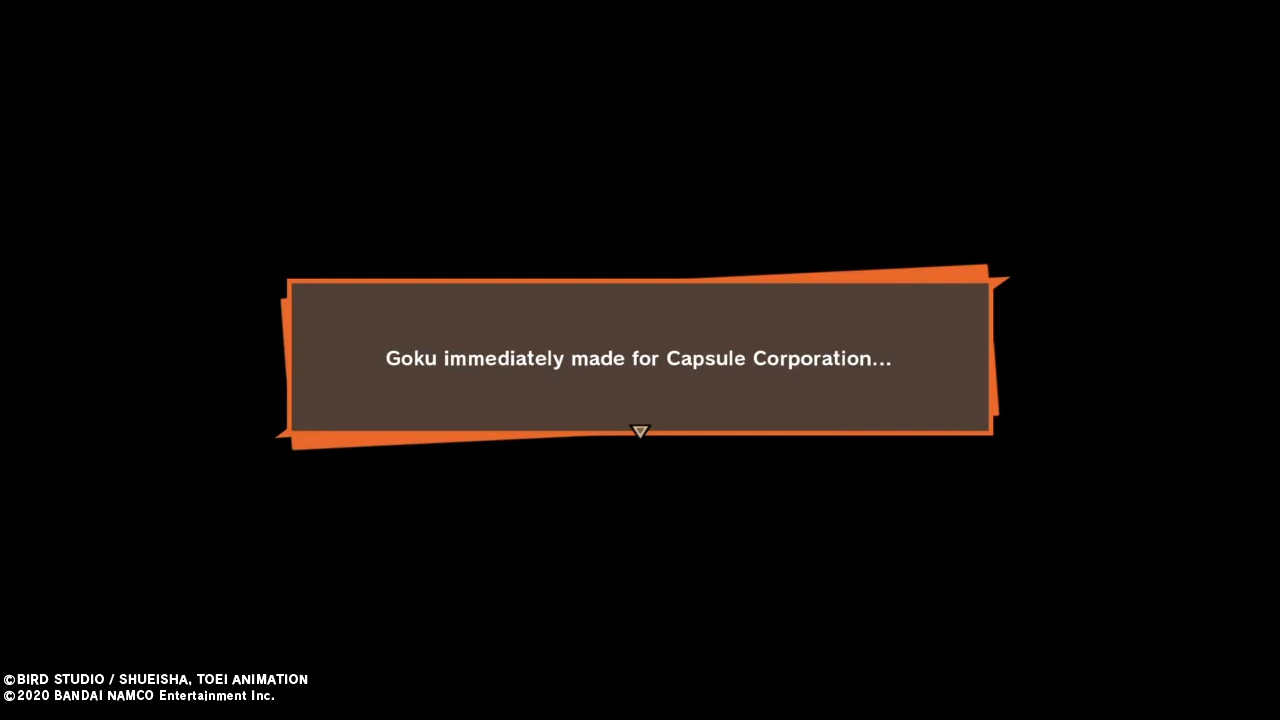 Goku immediately made for Capsule Corporation...
©BIRD STUDIO / SHUEISHA, TOEI ANIMATION
©2020 BANDAI NAMCO Entertainment Inc.